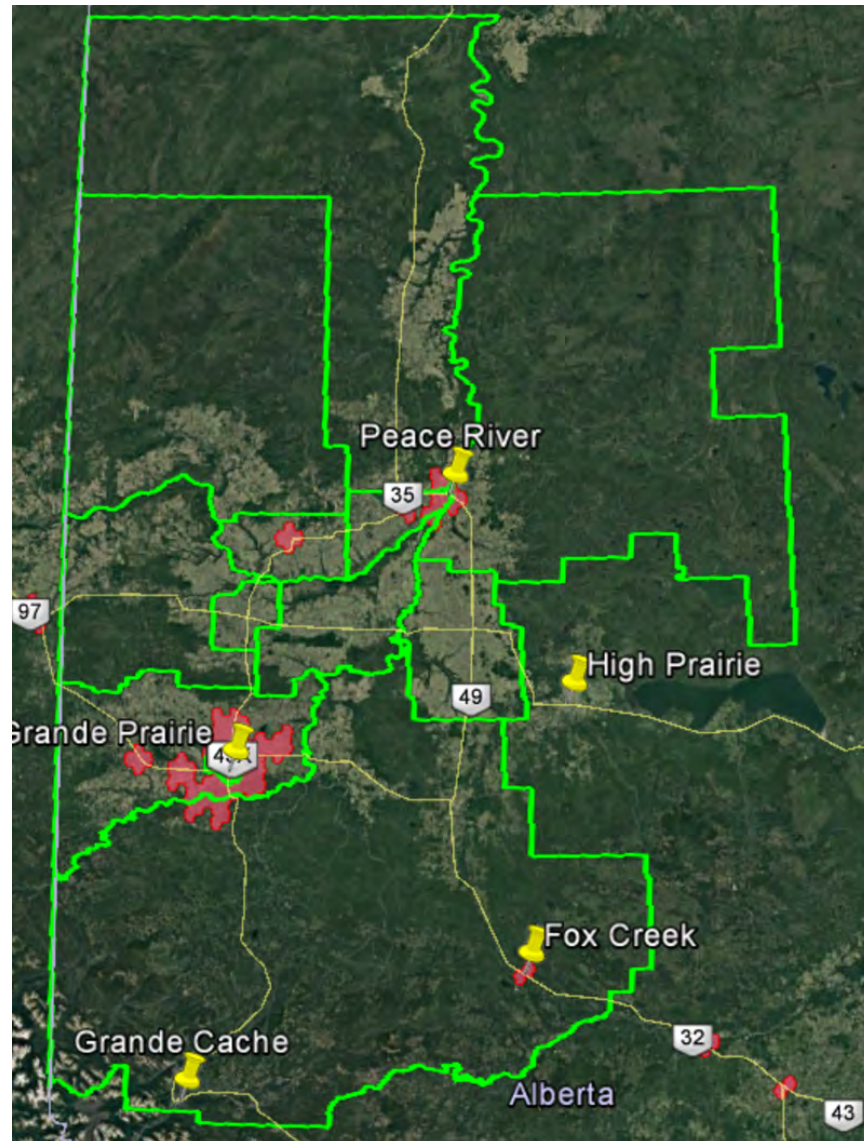 Peace River
35
97
High Prairie
49
Grande Prairie
Fox Creek
Grande Cache
32
Alberta
43